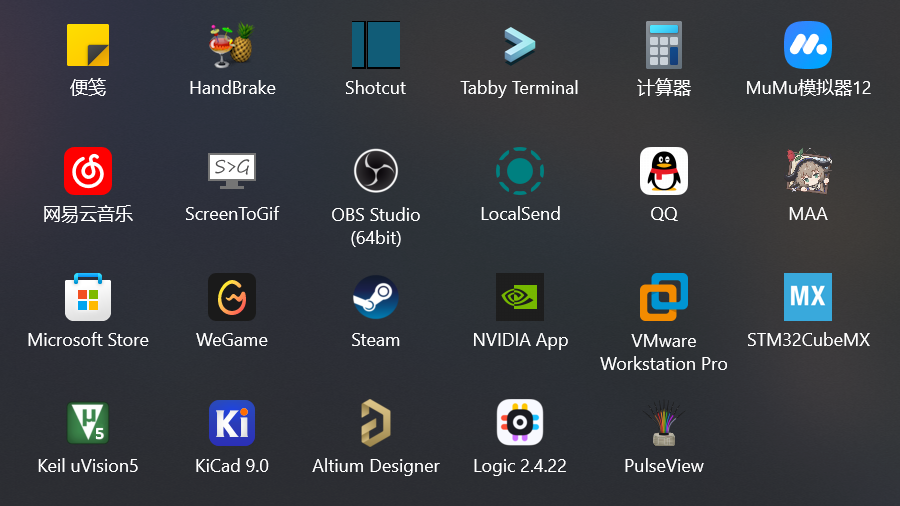 便笺
HandBrake
Shotcut
Tabby Terminal
计算器
MuMu模拟器12
网易云音乐
S>G
ScreenToGif
OBS Studio
(64bit)
LocalSend
QQ
MAA
Microsoft Store
WeGame
Steam
NVIDIA App
VMware
Workstation Pro
MX
STM32CubeMX
µ
V5
Keil uVision5
Ki
KiCad 9.0
Altium Designer
Logic 2.4.22
PulseView